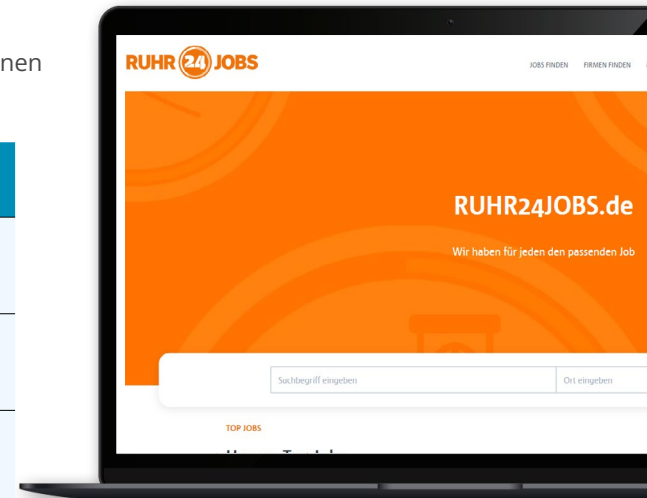 nen
RUHR 24 JOBS
JOBS FINDEN FIRMEN FINDEN
RUHR24JOBS.de
Wir haben für jeden den passenden Job
Suchbegriff eingeben Ort eingeben
TOP JOBS